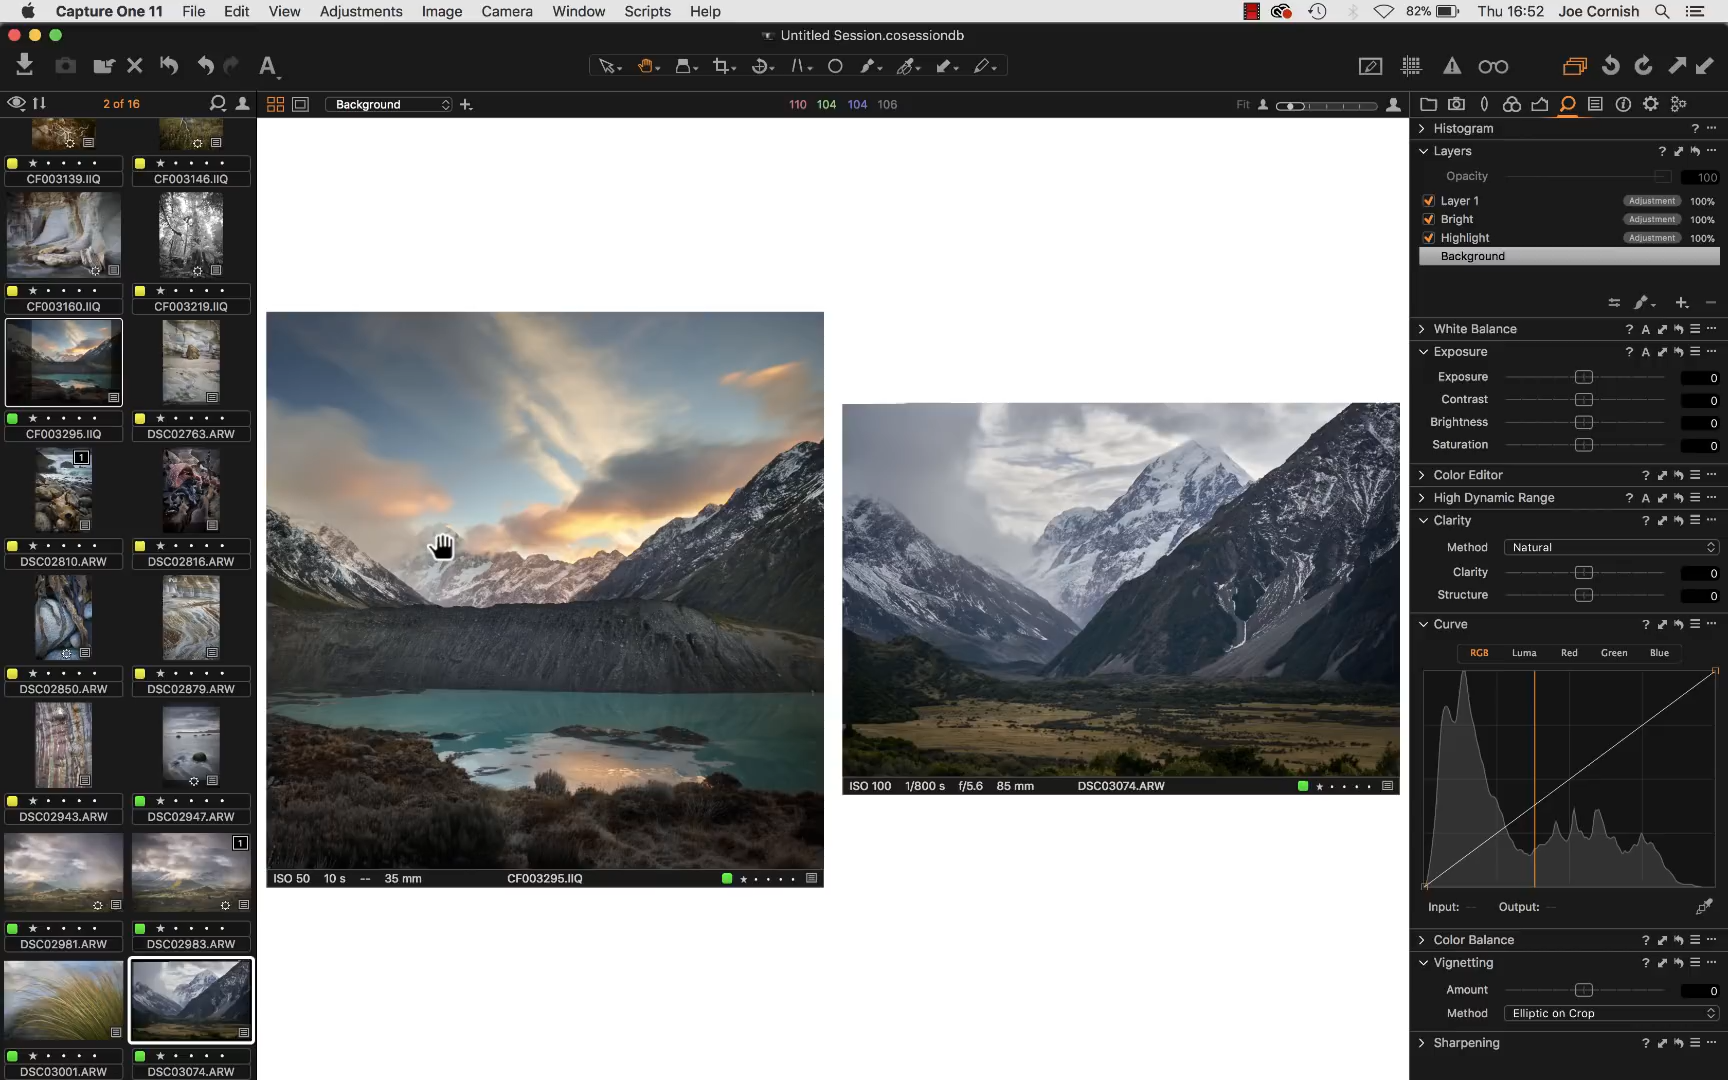 Capture One 11 File Edit View Adjustments Image Camera Window Scripts Help 82% Thu 16:52 Joe Cornish
Untitled Session.cosessiondb
A
2 of 16 Background 110 104 104 106 Fit
CF003139.IIQ CF003146.IIQ
CF003160.IIQ CF003219.IIQ
CF003295.IIQ DSC02763.ARW
1
DSC02810.ARW DSC02816.ARW
DSC02850.ARW DSC02879.ARW
DSC02943.ARW DSC02947.ARW
1
DSC02981.ARW DSC02983.ARW
DSC03001.ARW DSC03074.ARW
ISO 50 10 s -- 35 mm CF003295.IIQ
ISO 100 1/800 s f/5.6 85 mm DSC03074.ARW
Histogram ?
Layers ?
Opacity 100
Layer 1 Adjustment 100%
Bright Adjustment 100%
Highlight Adjustment 100%
Background
White Balance ? A
Exposure ? A
Exposure 0
Contrast 0
Brightness 0
Saturation 0
Color Editor ?
High Dynamic Range ? A
Clarity ?
Method Natural
Clarity 0
Structure 0
Curve ?
RGB Luma Red Green Blue
Input: -- Output: --
Color Balance ?
Vignetting ?
Amount 0
Method Elliptic on Crop
Sharpening ?